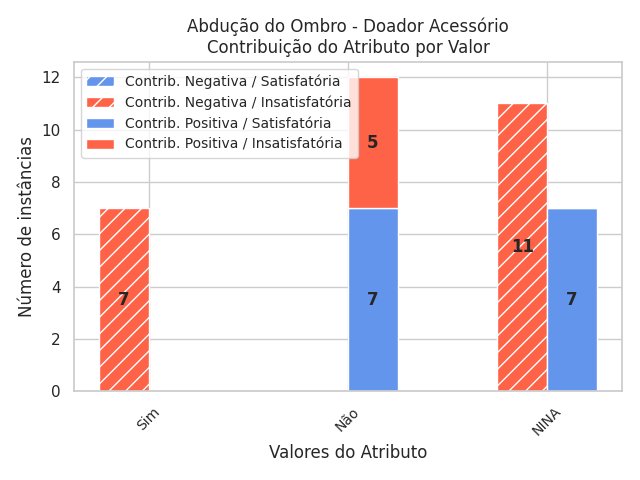 Abdução do Ombro - Doador Acessório
Contribuição do Atributo por Valor
Contrib. Negativa / Satisfatória
Contrib. Negativa / Insatisfatória
Contrib. Positiva / Satisfatória
Contrib. Positiva / Insatisfatória
Número de instâncias
12
10
8
6
4
2
0
7
5
7
11
7
Sim
Não
NINA
Valores do Atributo